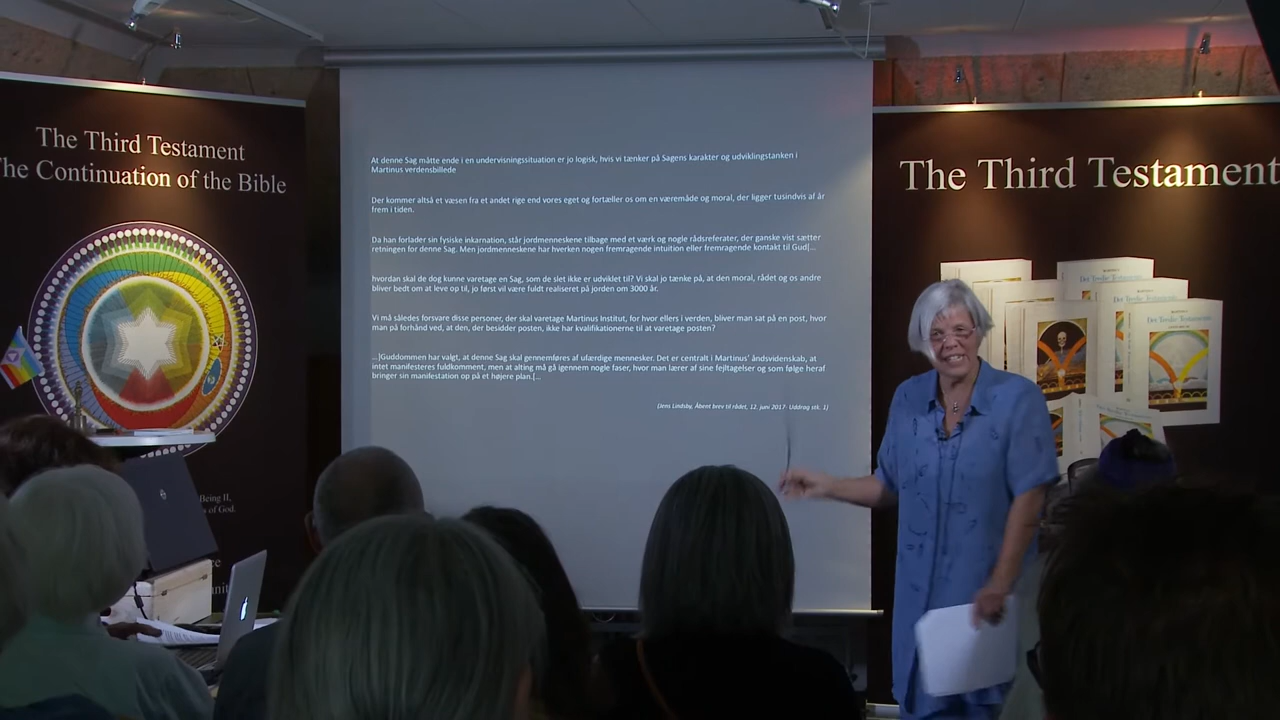 The Third Testament
The Continuation of the Bible
Being II,
s of God.
At denne Sag måtte ende i en undervisningssituation er jo logisk, hvis vi tænker på Sagens karakter og udviklingstanken i
Martinus verdensbillede
Der kommer altså et væsen fra et andet rige end vores eget og fortæller os om en væremåde og moral, der ligger tusindvis af år
frem i tiden.
Da han forlader sin fysiske inkarnation, står jordmenneskene tilbage med et værk og nogle rådsreferater, der ganske vist sætter
retningen for denne Sag. Men jordmenneskene har hverken nogen fremragende intuition eller fremragende kontakt til Gud[…
hvordan skal de dog kunne varetage en Sag, som de slet ikke er udviklet til? Vi skal jo tænke på, at den moral, rådet og os andre
bliver bedt om at leve op til, jo først vil være fuldt realiseret på jorden om 3000 år.
Vi må således forsvare disse personer, der skal varetage Martinus Institut, for hvor ellers i verden, bliver man sat på en post, hvor
man på forhånd ved, at den, der besidder posten, ikke har kvalifikationerne til at varetage posten?
…]Guddommen har valgt, at denne Sag skal gennemføres af ufærdige mennesker. Det er centralt i Martinus' åndsvidenskab, at
intet manifesteres fuldkomment, men at alting må gå igennem nogle faser, hvor man lærer af sine fejltagelser og som følge heraf
bringer sin manifestation op på et højere plan.[…
(Jens Lindsby, Åbent brev til rådet, 12. juni 2017- Uddrag stk. 1)
The Third Testament